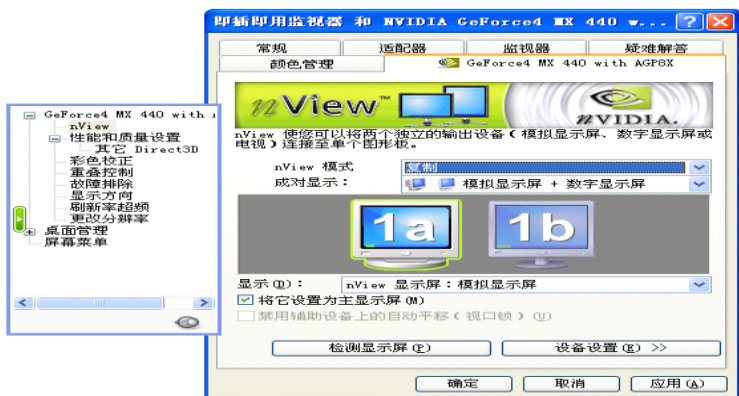 即插即用监视器 和 NVIDIA GeForce4 MX 440 w...
常规 适配器 监视器 疑难解答
颜色管理 GeForce4 MX 440 with AGP8X
nView™ nVIDIA.
nView 使您可以将两个独立的输出设备(模拟显示屏、数字显示屏或
电视)连接至单个图形板。
nView 模式 复制
成对显示: 模拟显示屏 + 数字显示屏
1a 1b
显示(D): nView 显示屏:模拟显示屏
将它设置为主显示屏(M)
禁用辅助设备上的自动平移(视口锁)(U)
检测显示屏(P) 设备设置(E) >>
确定 取消 应用(A)
GeForce4 MX 440 with
nView
性能和质量设置
其它 Direct3D
彩色校正
重叠控制
故障排除
显示方向
刷新率超频
更改分辨率
桌面管理
屏幕菜单